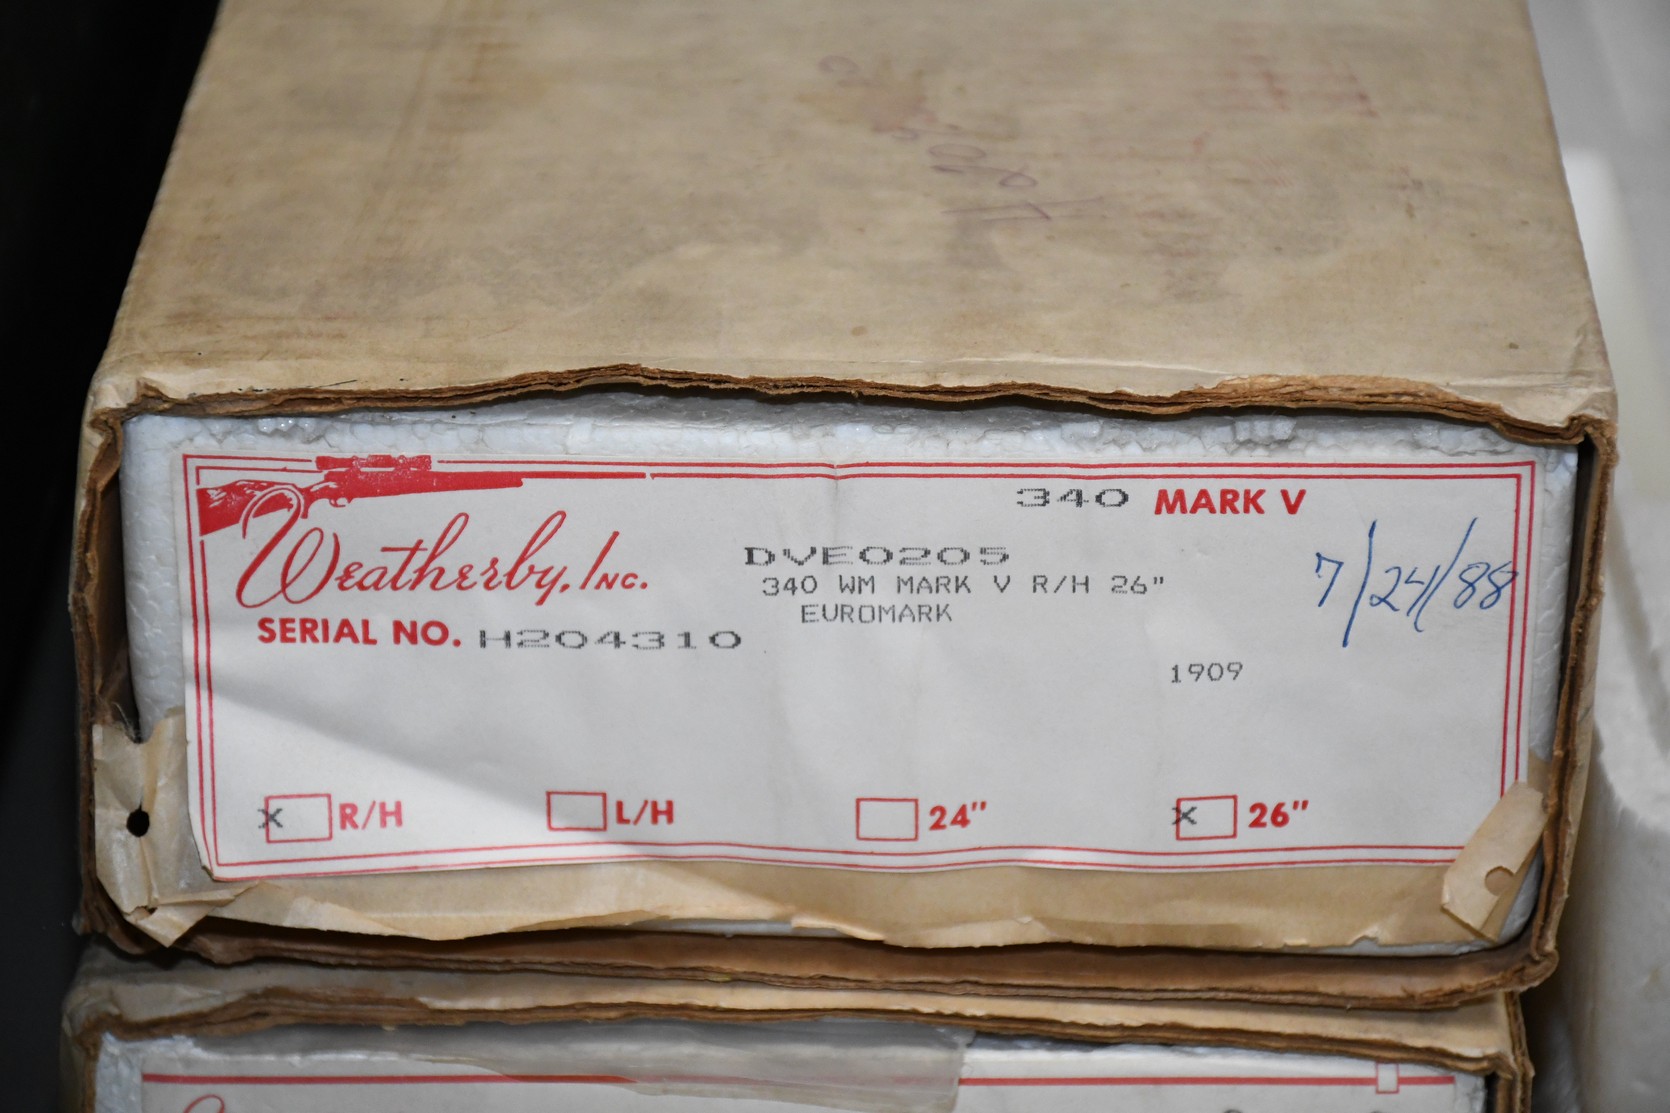 340 MARK V
Weatherby, Inc.
DVE0205
340 WM MARK V R/H 26"
EUROMARK
7/24/88
SERIAL NO. H204310
1909
X R/H L/H 24" X 26"